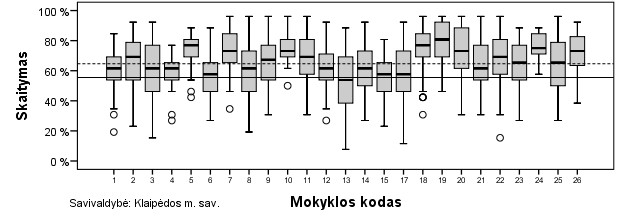 Skaitymas
100 %
80 %
60 %
40 %
20 %
0 %
1 2 3 4 5 6 7 8 9 10 11 12 13 14 15 16 17 18 19 20 21 22 23 24 25 26
Savivaldybė: Klaipėdos m. sav.
Mokyklos kodas